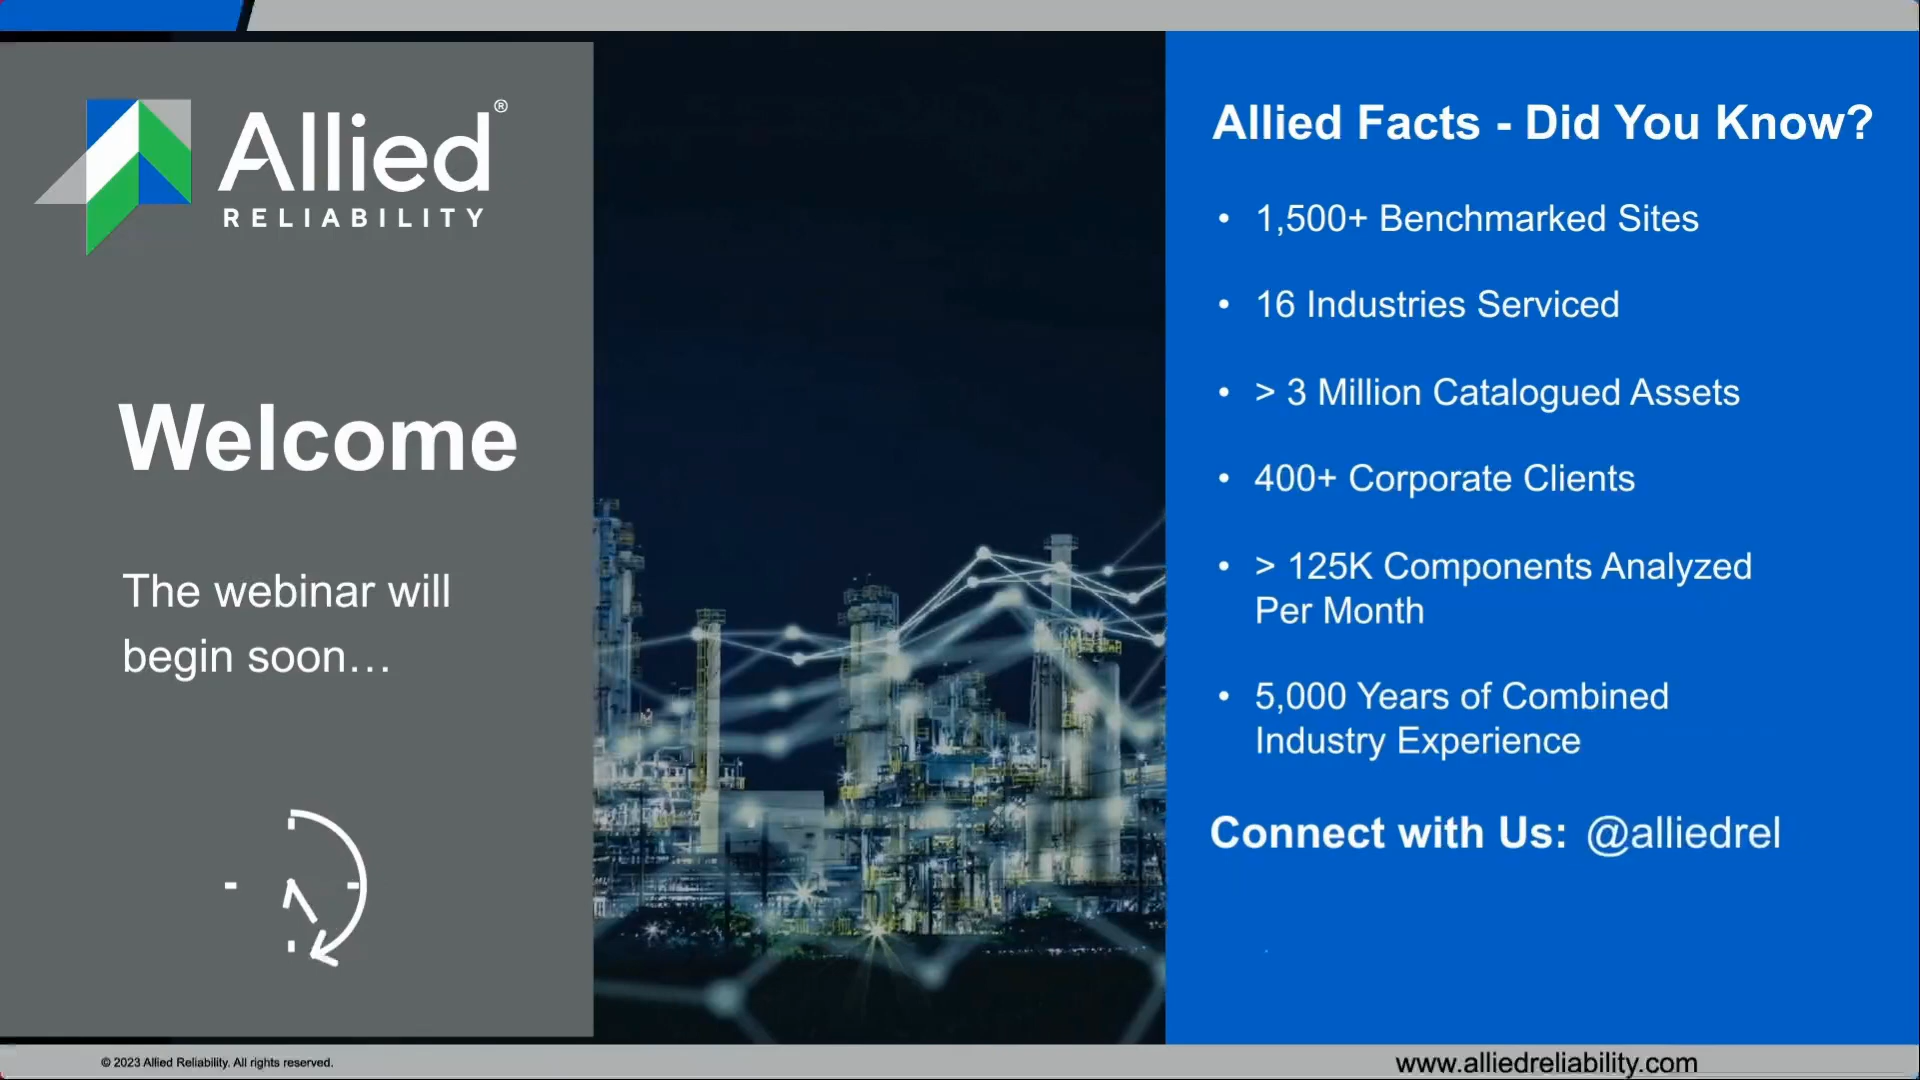 Allied®
RELIABILITY
Welcome
The webinar will
begin soon…
Allied Facts - Did You Know?
• 1,500+ Benchmarked Sites
• 16 Industries Serviced
• > 3 Million Catalogued Assets
• 400+ Corporate Clients
• > 125K Components Analyzed
Per Month
• 5,000 Years of Combined
Industry Experience
Connect with Us: @alliedrel
© 2023 Allied Reliability. All rights reserved.
www.alliedreliability.com